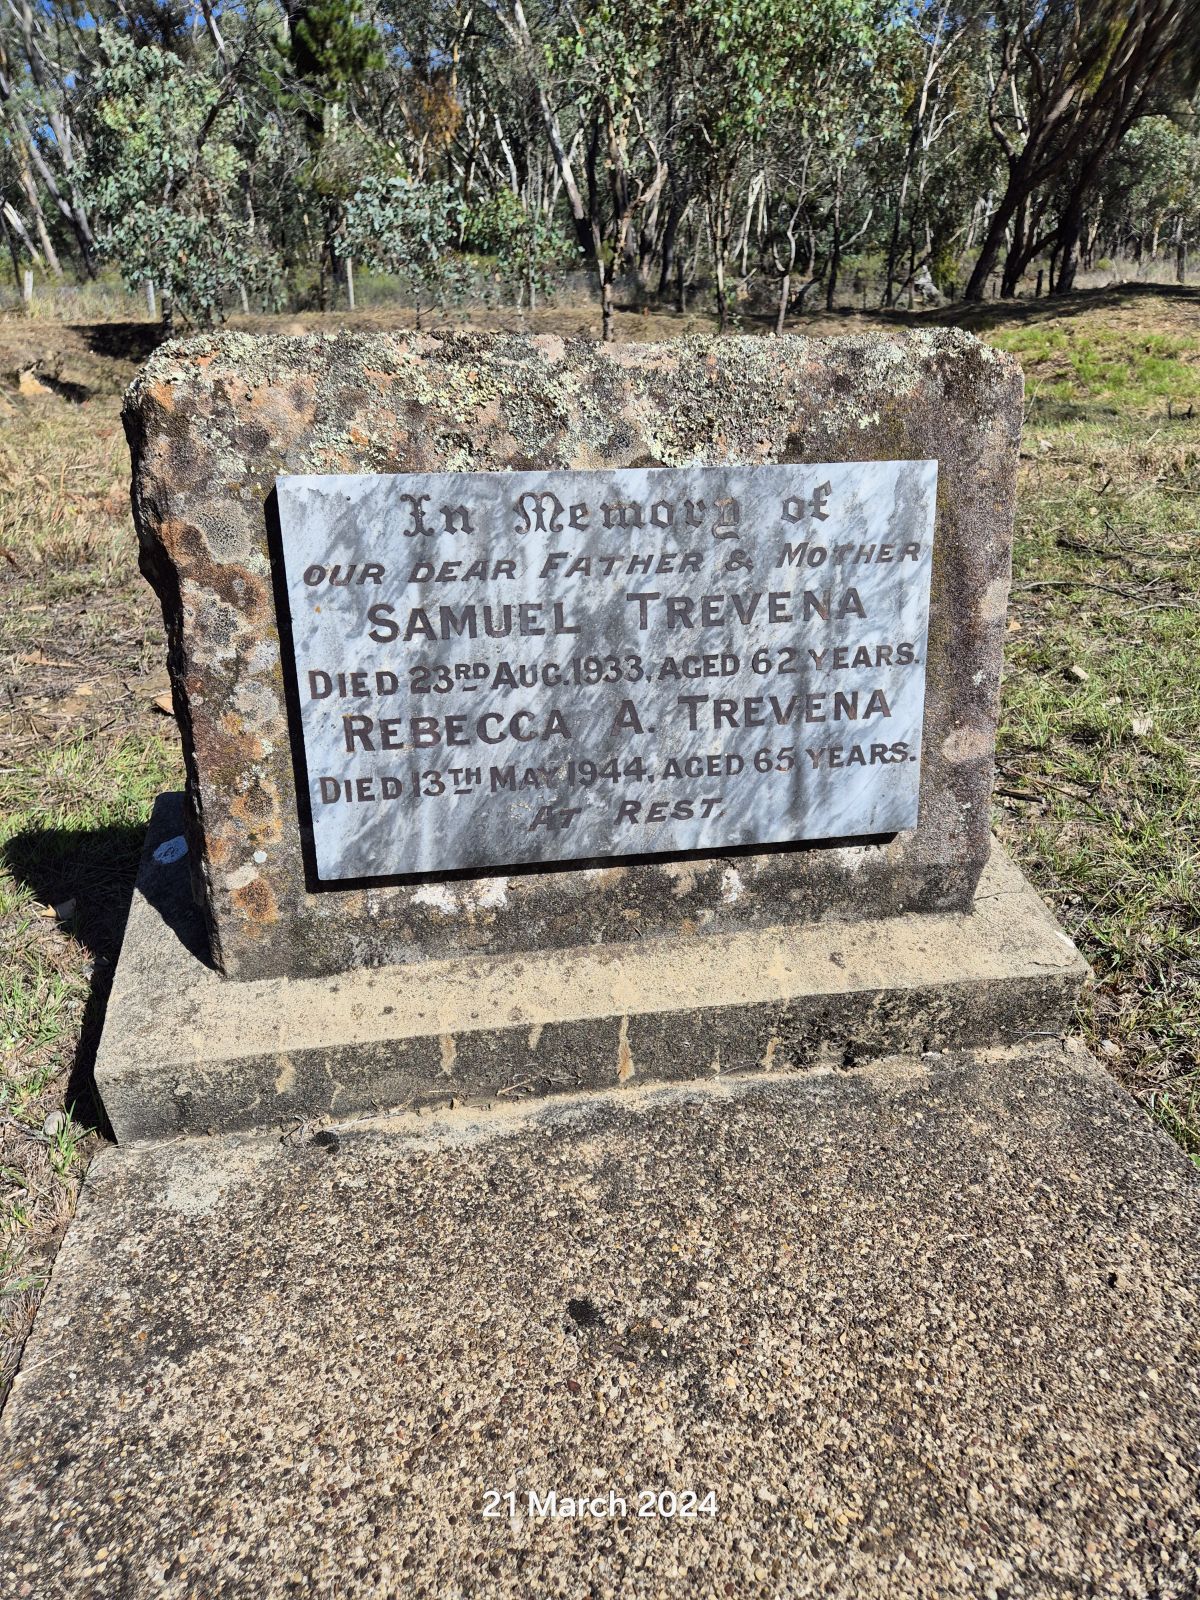 In Memory of
OUR DEAR FATHER & MOTHER
SAMUEL TREVENA
DIED 23RD AUG. 1933, AGED 62 YEARS.
REBECCA A. TREVENA
DIED 13TH MAY 1944, AGED 65 YEARS.
AT REST.
21 March 2024